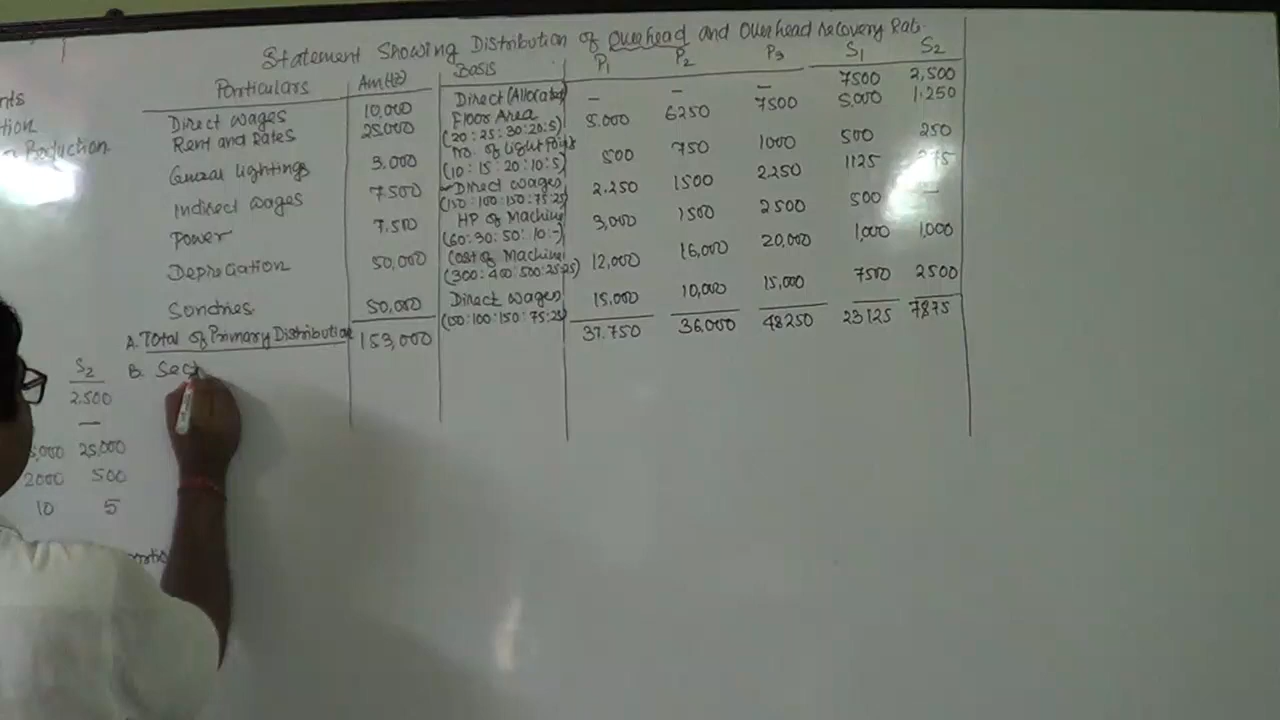 Statement Showing Distribution of Overhead and Overhead recovery Rate.
Particulars Am(₹) Basis P1 P2 P3 S1 S2
Direct wages 10,000 Direct (Allocated) — — — 7500 2,500
Rent and Rates 25000 Floor Area (20:25:30:20:5) 5.000 6250 7500 5,000 1.250
General lightings 3.000 No. of Light Points (10:15:20:10:5) 500 750 1000 500 250
Indirect wages 7.500 Direct wages (150:100:150:75:25) 2.250 1500 2.250 1125
Power 7.500 HP of Machine (60:30:50:10:-) 3,000 1500 2500 500 —
Depreciation 50,000 Cost of Machine (300:400:500:25:25) 12,000 16,000 20,000 1,000 1,000
Sundries 50,000 Direct wages (150:100:150:75:25) 15,000 10,000 15,000 7500 2500
A. Total of Primary Distribution 153,000 37.750 36,000 48250 23125 7875
B. Sec
nts
tion
Production
S2
2,500
—
5,000 25,000
2000 500
10 5